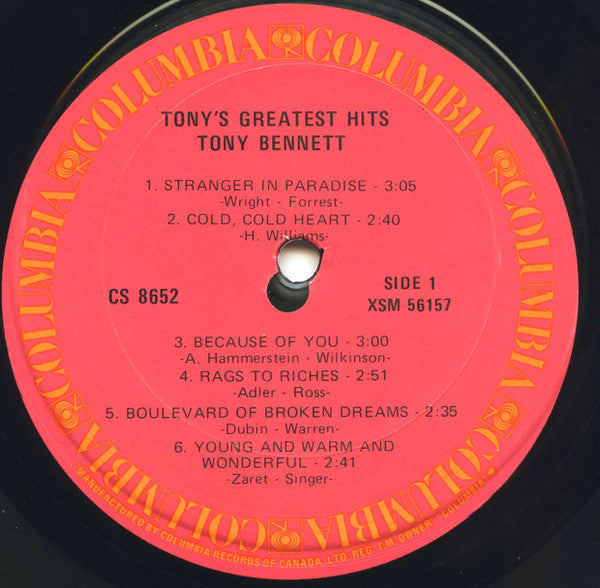 COLUMBIA COLUMBIA COLUMBIA COLUMBIA COLUMBIA COLUMBIA COLUMBIA
TONY'S GREATEST HITS
TONY BENNETT
1. STRANGER IN PARADISE - 3:05
-Wright - Forrest-
2. COLD, COLD HEART - 2:40
-H. Williams-
CS 8652
SIDE 1
XSM 56157
3. BECAUSE OF YOU - 3:00
-A. Hammerstein - Wilkinson-
4. RAGS TO RICHES - 2:51
-Adler - Ross-
5. BOULEVARD OF BROKEN DREAMS - 2:35
-Dubin - Warren-
6. YOUNG AND WARM AND
WONDERFUL - 2:41
-Zaret - Singer-
"MANUFACTURED BY COLUMBIA RECORDS OF CANADA, LTD. REG. T.M. OWNER "COLUMBIA"